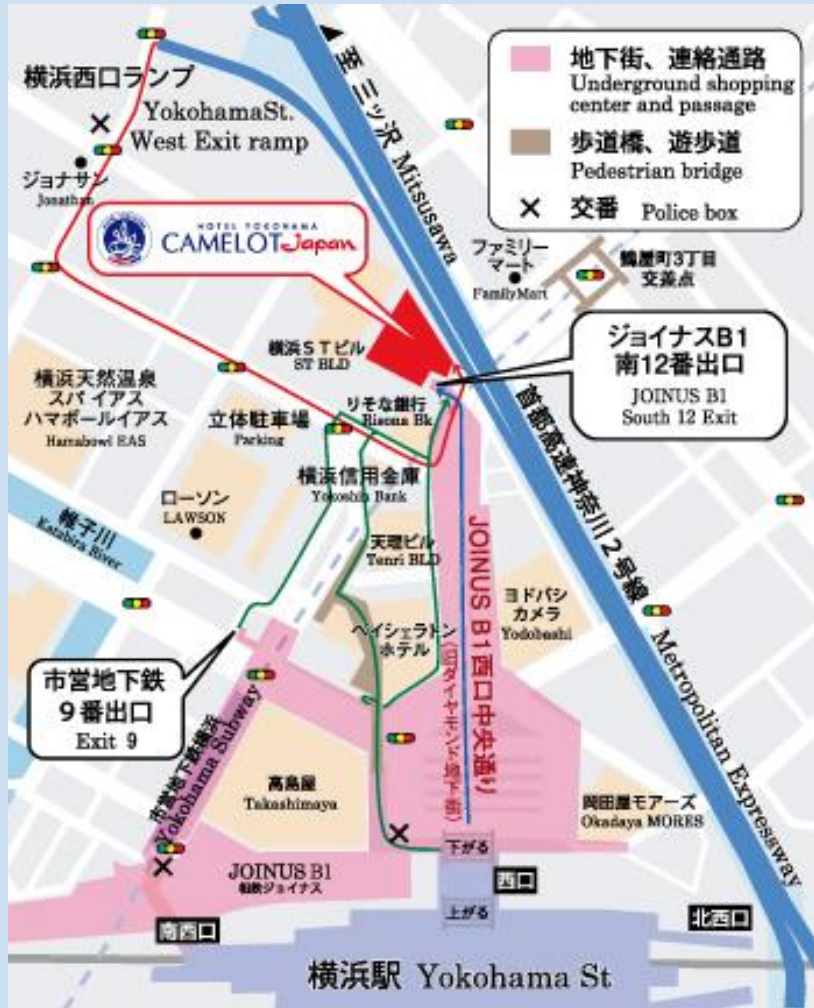 横浜西口ランプ
YokohamaSt.
West Exit ramp
ジョナサン
Jonathan
至 三ッ沢 Mitsusawa
地下街、連絡通路
Underground shopping
center and passage
歩道橋、遊歩道
Pedestrian bridge
交番 Police box
HOTEL YOKOHAMA
CAMELOT Japan
ファミリー
マート
FamilyMart
鶴屋町3丁目
交差点
横浜STビル
ST BLD
ジョイナスB1
南12番出口
JOINUS B1
South 12 Exit
横浜天然温泉
スパ イアス
ハマボールイアス
Hamabowl EAS
立体駐車場
Parking
りそな銀行
Risona Bk
横浜信用金庫
Yokoshin Bank
首都高速神奈川2号線 Metropolitan Expressway
ローソン
LAWSON
帷子川
Katabira River
天理ビル
Tenri BLD
JOINUS B1西口中央通り
(旧ダイヤモンド地下街)
ヨドバシ
カメラ
Yodobashi
ベイシェラトン
ホテル
市営地下鉄
9番出口
Exit 9
市営地下鉄横浜
Yokohama Subway
高島屋
Takashimaya
岡田屋モアーズ
Okadaya MORES
JOINUS B1
相鉄ジョイナス
下がる
西口
上がる
南西口
北西口
横浜駅 Yokohama St